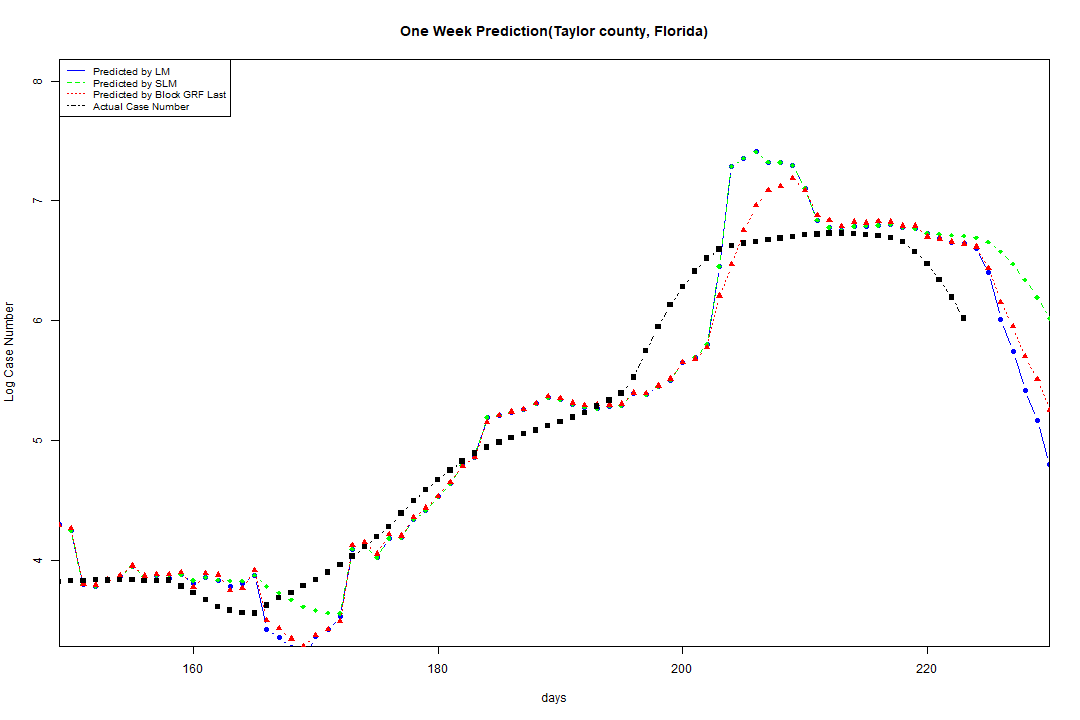 One Week Prediction(Taylor county, Florida)
Predicted by LM
Predicted by SLM
Predicted by Block GRF Last
Actual Case Number
8
7
6
5
4
Log Case Number
160
180
200
220
days